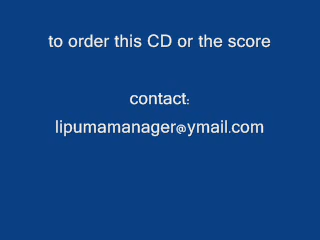 to order this CD or the score
contact:
lipumamanager@ymail.com